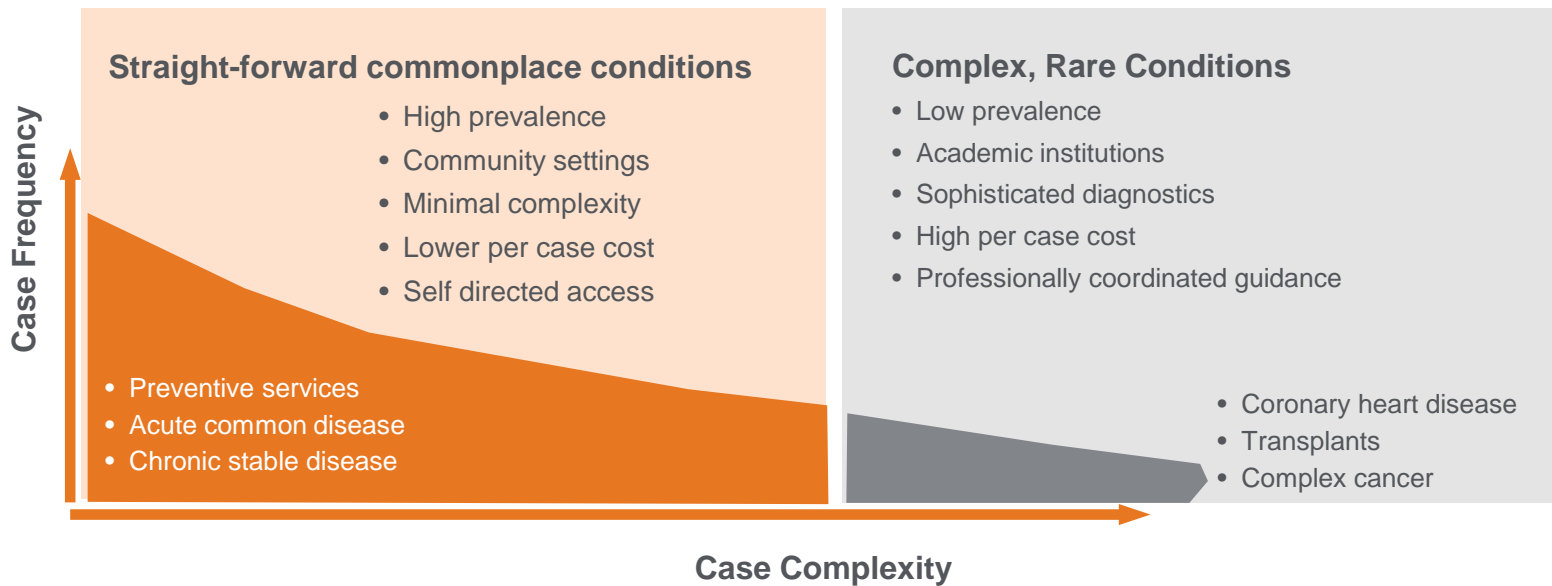 Case Frequency
Straight-forward commonplace conditions
• High prevalence
• Community settings
• Minimal complexity
• Lower per case cost
• Self directed access
• Preventive services
• Acute common disease
• Chronic stable disease
Complex, Rare Conditions
• Low prevalence
• Academic institutions
• Sophisticated diagnostics
• High per case cost
• Professionally coordinated guidance
• Coronary heart disease
• Transplants
• Complex cancer
Case Complexity